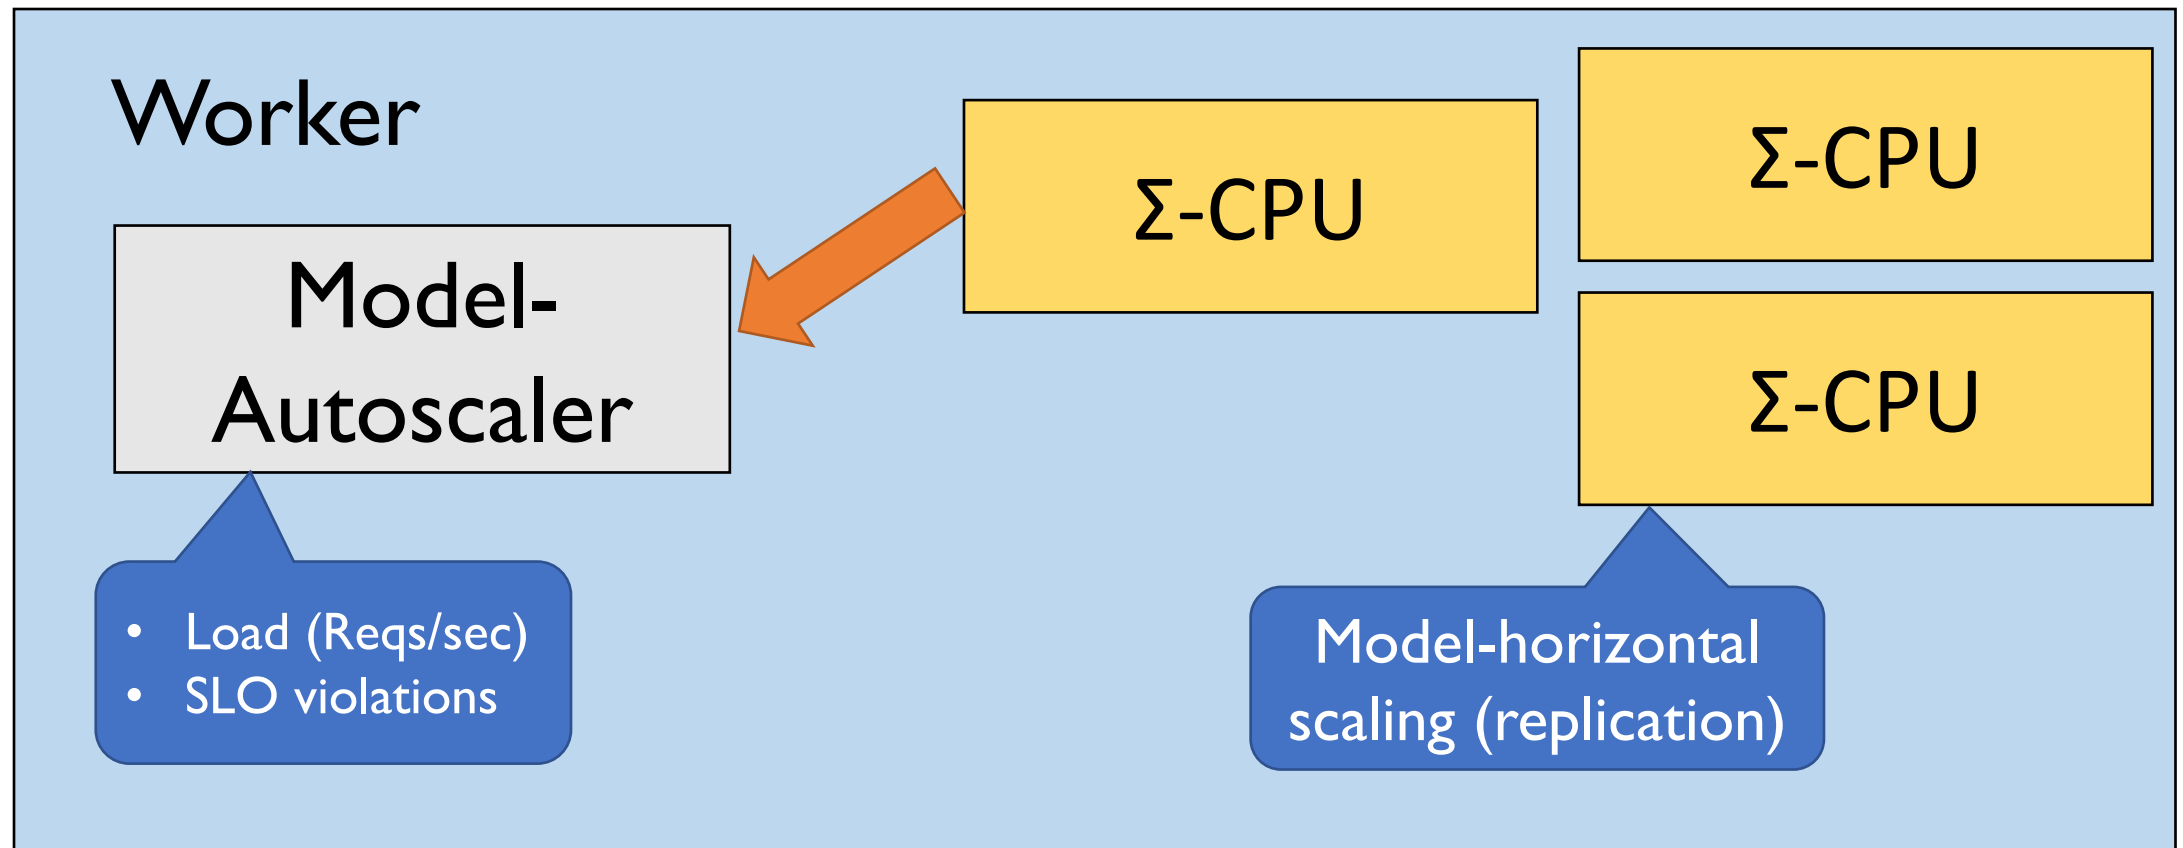 Worker
Σ-CPU
Σ-CPU
Σ-CPU
Model-
Autoscaler
• Load (Reqs/sec)
• SLO violations
Model-horizontal
scaling (replication)